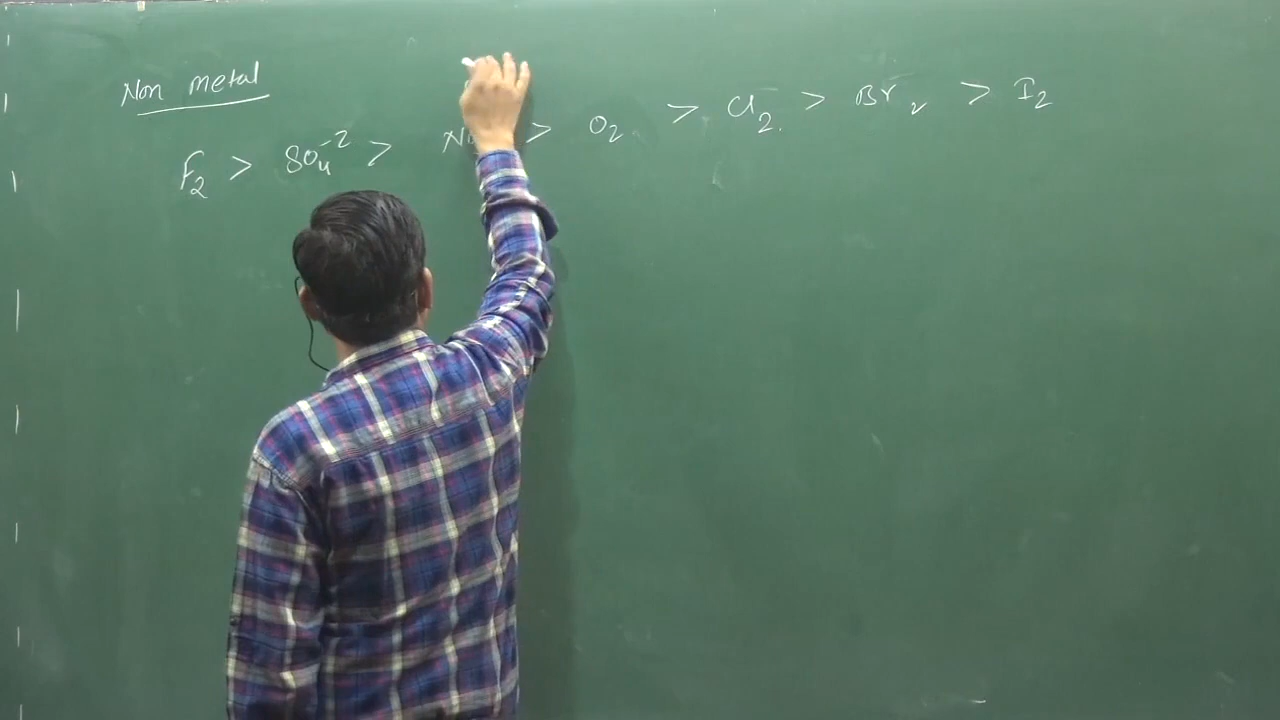 Non metal
F₂ > SO₄⁻² > > O₂ > Cl₂ > Br₂ > I₂